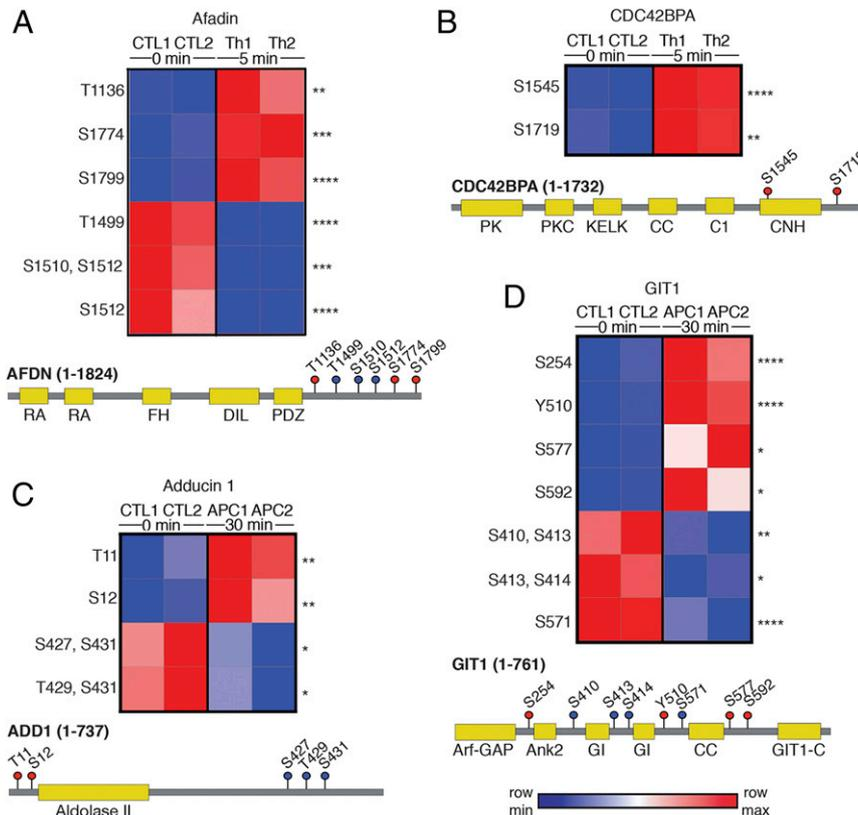 A
Afadin
CTL1 CTL2 Th1 Th2
0 min 5 min
T1136 **
S1774 ***
S1799 ****
T1499 ****
S1510, S1512 ***
S1512 ****
AFDN (1-1824)
T1136 T1499 S1510 S1512 S1774 S1799
RA RA FH DIL PDZ
B
CDC42BPA
CTL1 CTL2 Th1 Th2
0 min 5 min
S1545 ****
S1719 **
CDC42BPA (1-1732)
S1545 S1719
PK PKC KELK CC C1 CNH
C
Adducin 1
CTL1 CTL2 APC1 APC2
0 min 30 min
T11 **
S12 **
S427, S431 *
T429, S431 *
ADD1 (1-737)
T11 S12 S427 T429 S431
Aldolase II
D
GIT1
CTL1 CTL2 APC1 APC2
0 min 30 min
S254 ****
Y510 ****
S577 *
S592 *
S410, S413 **
S413, S414 *
S571 ****
GIT1 (1-761)
S254 S410 S413 S414 Y510 S571 S577 S592
Arf-GAP Ank2 GI GI CC GIT1-C
row row
min max